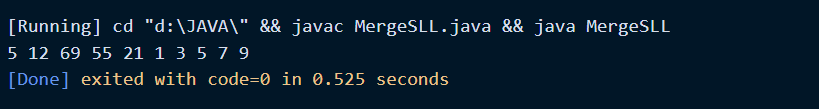 [Running] cd "d:\JAVA\" && javac MergeSLL.java && java MergeSLL
5 12 69 55 21 1 3 5 7 9
[Done] exited with code=0 in 0.525 seconds